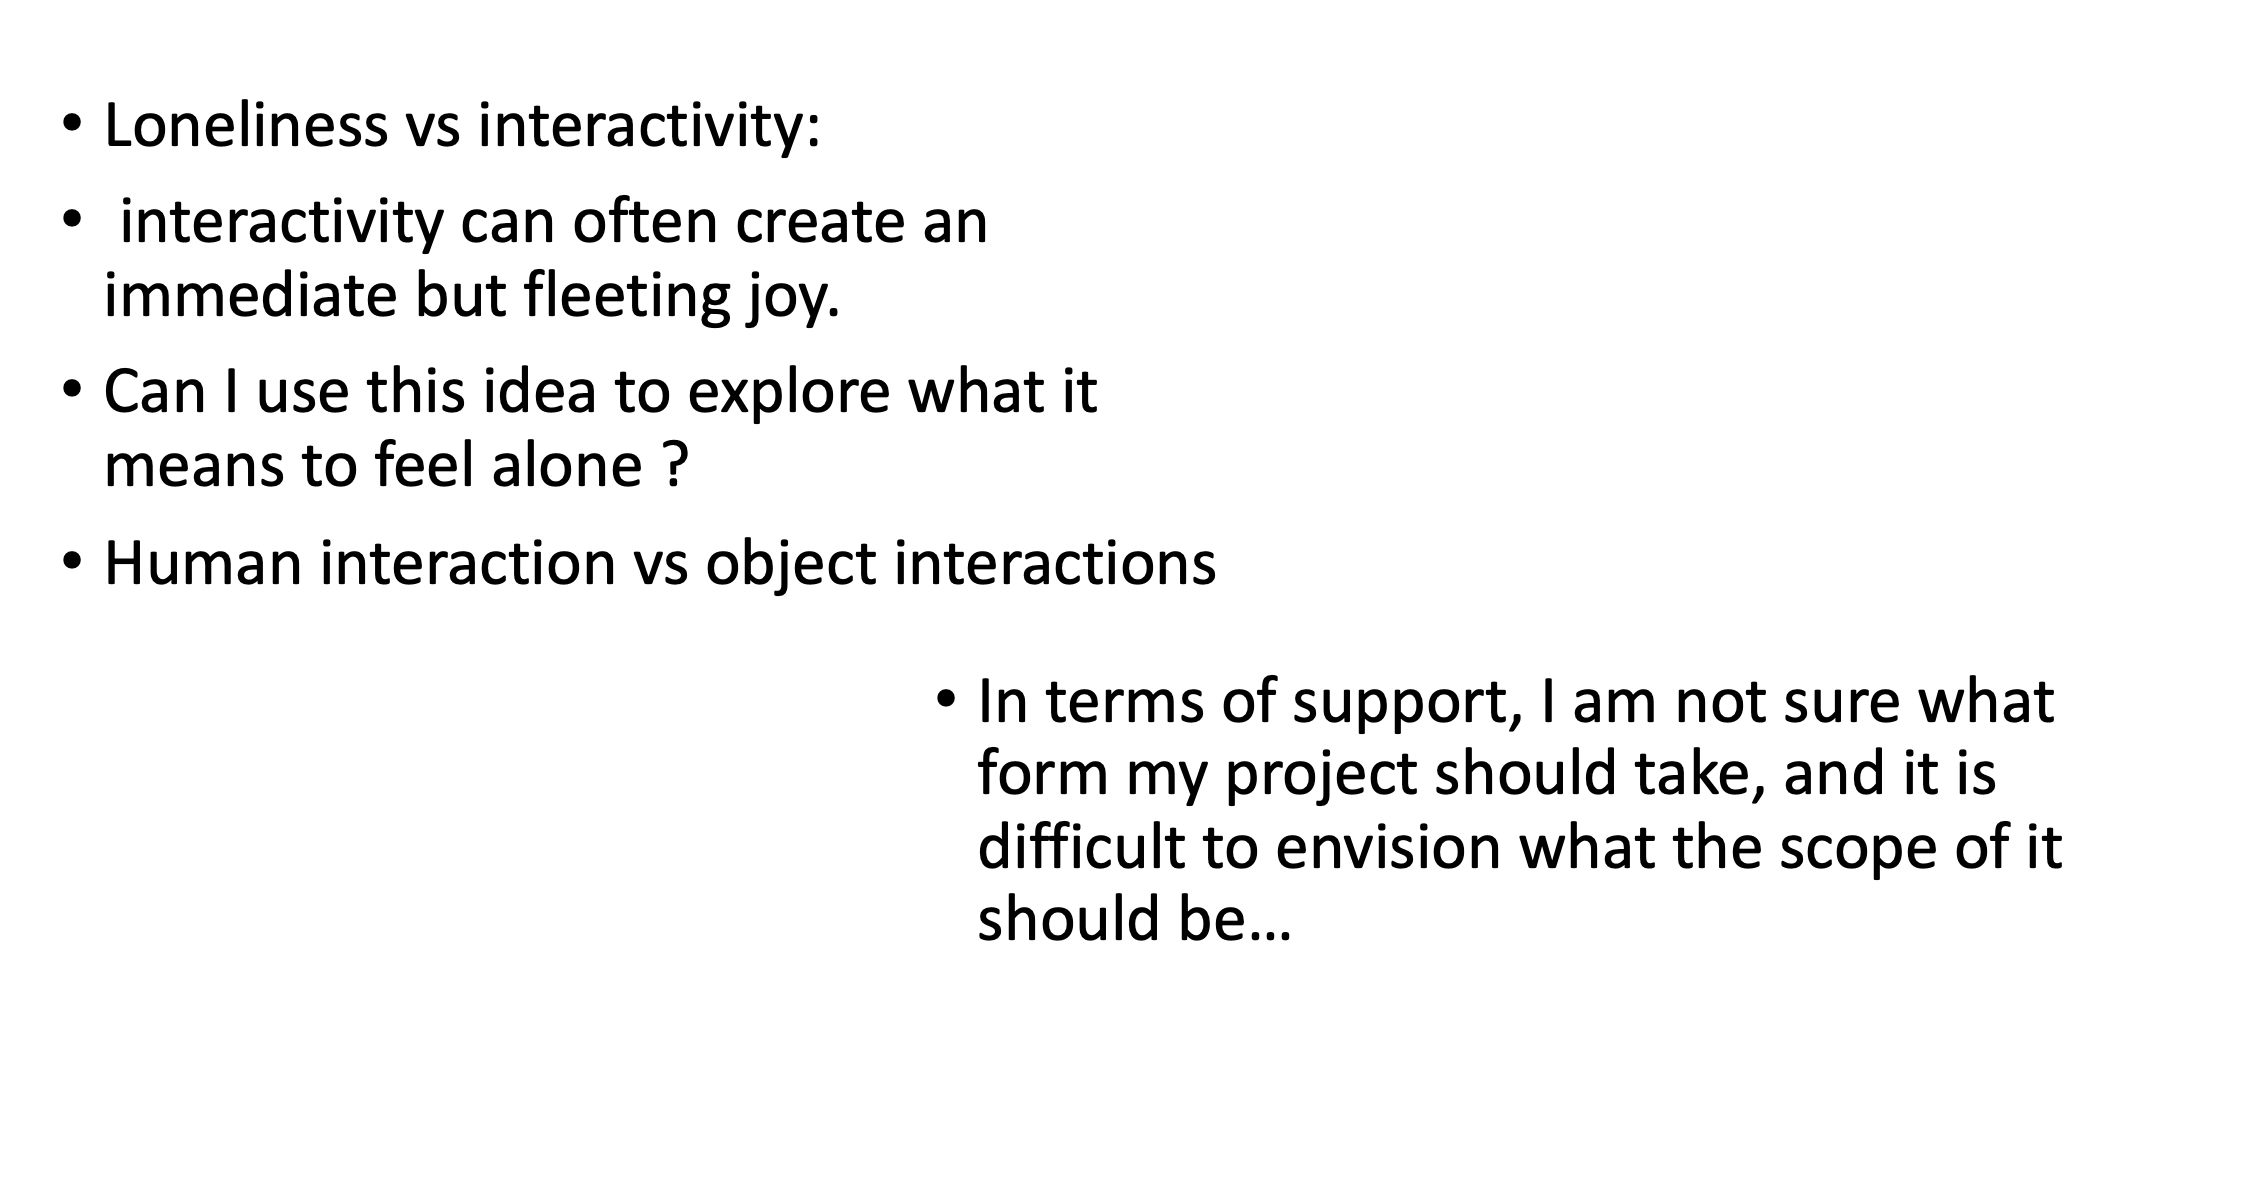 • Loneliness vs interactivity:
•  interactivity can often create an
immediate but fleeting joy.
• Can I use this idea to explore what it
means to feel alone ?
• Human interaction vs object interactions
• In terms of support, I am not sure what
form my project should take, and it is
difficult to envision what the scope of it
should be...